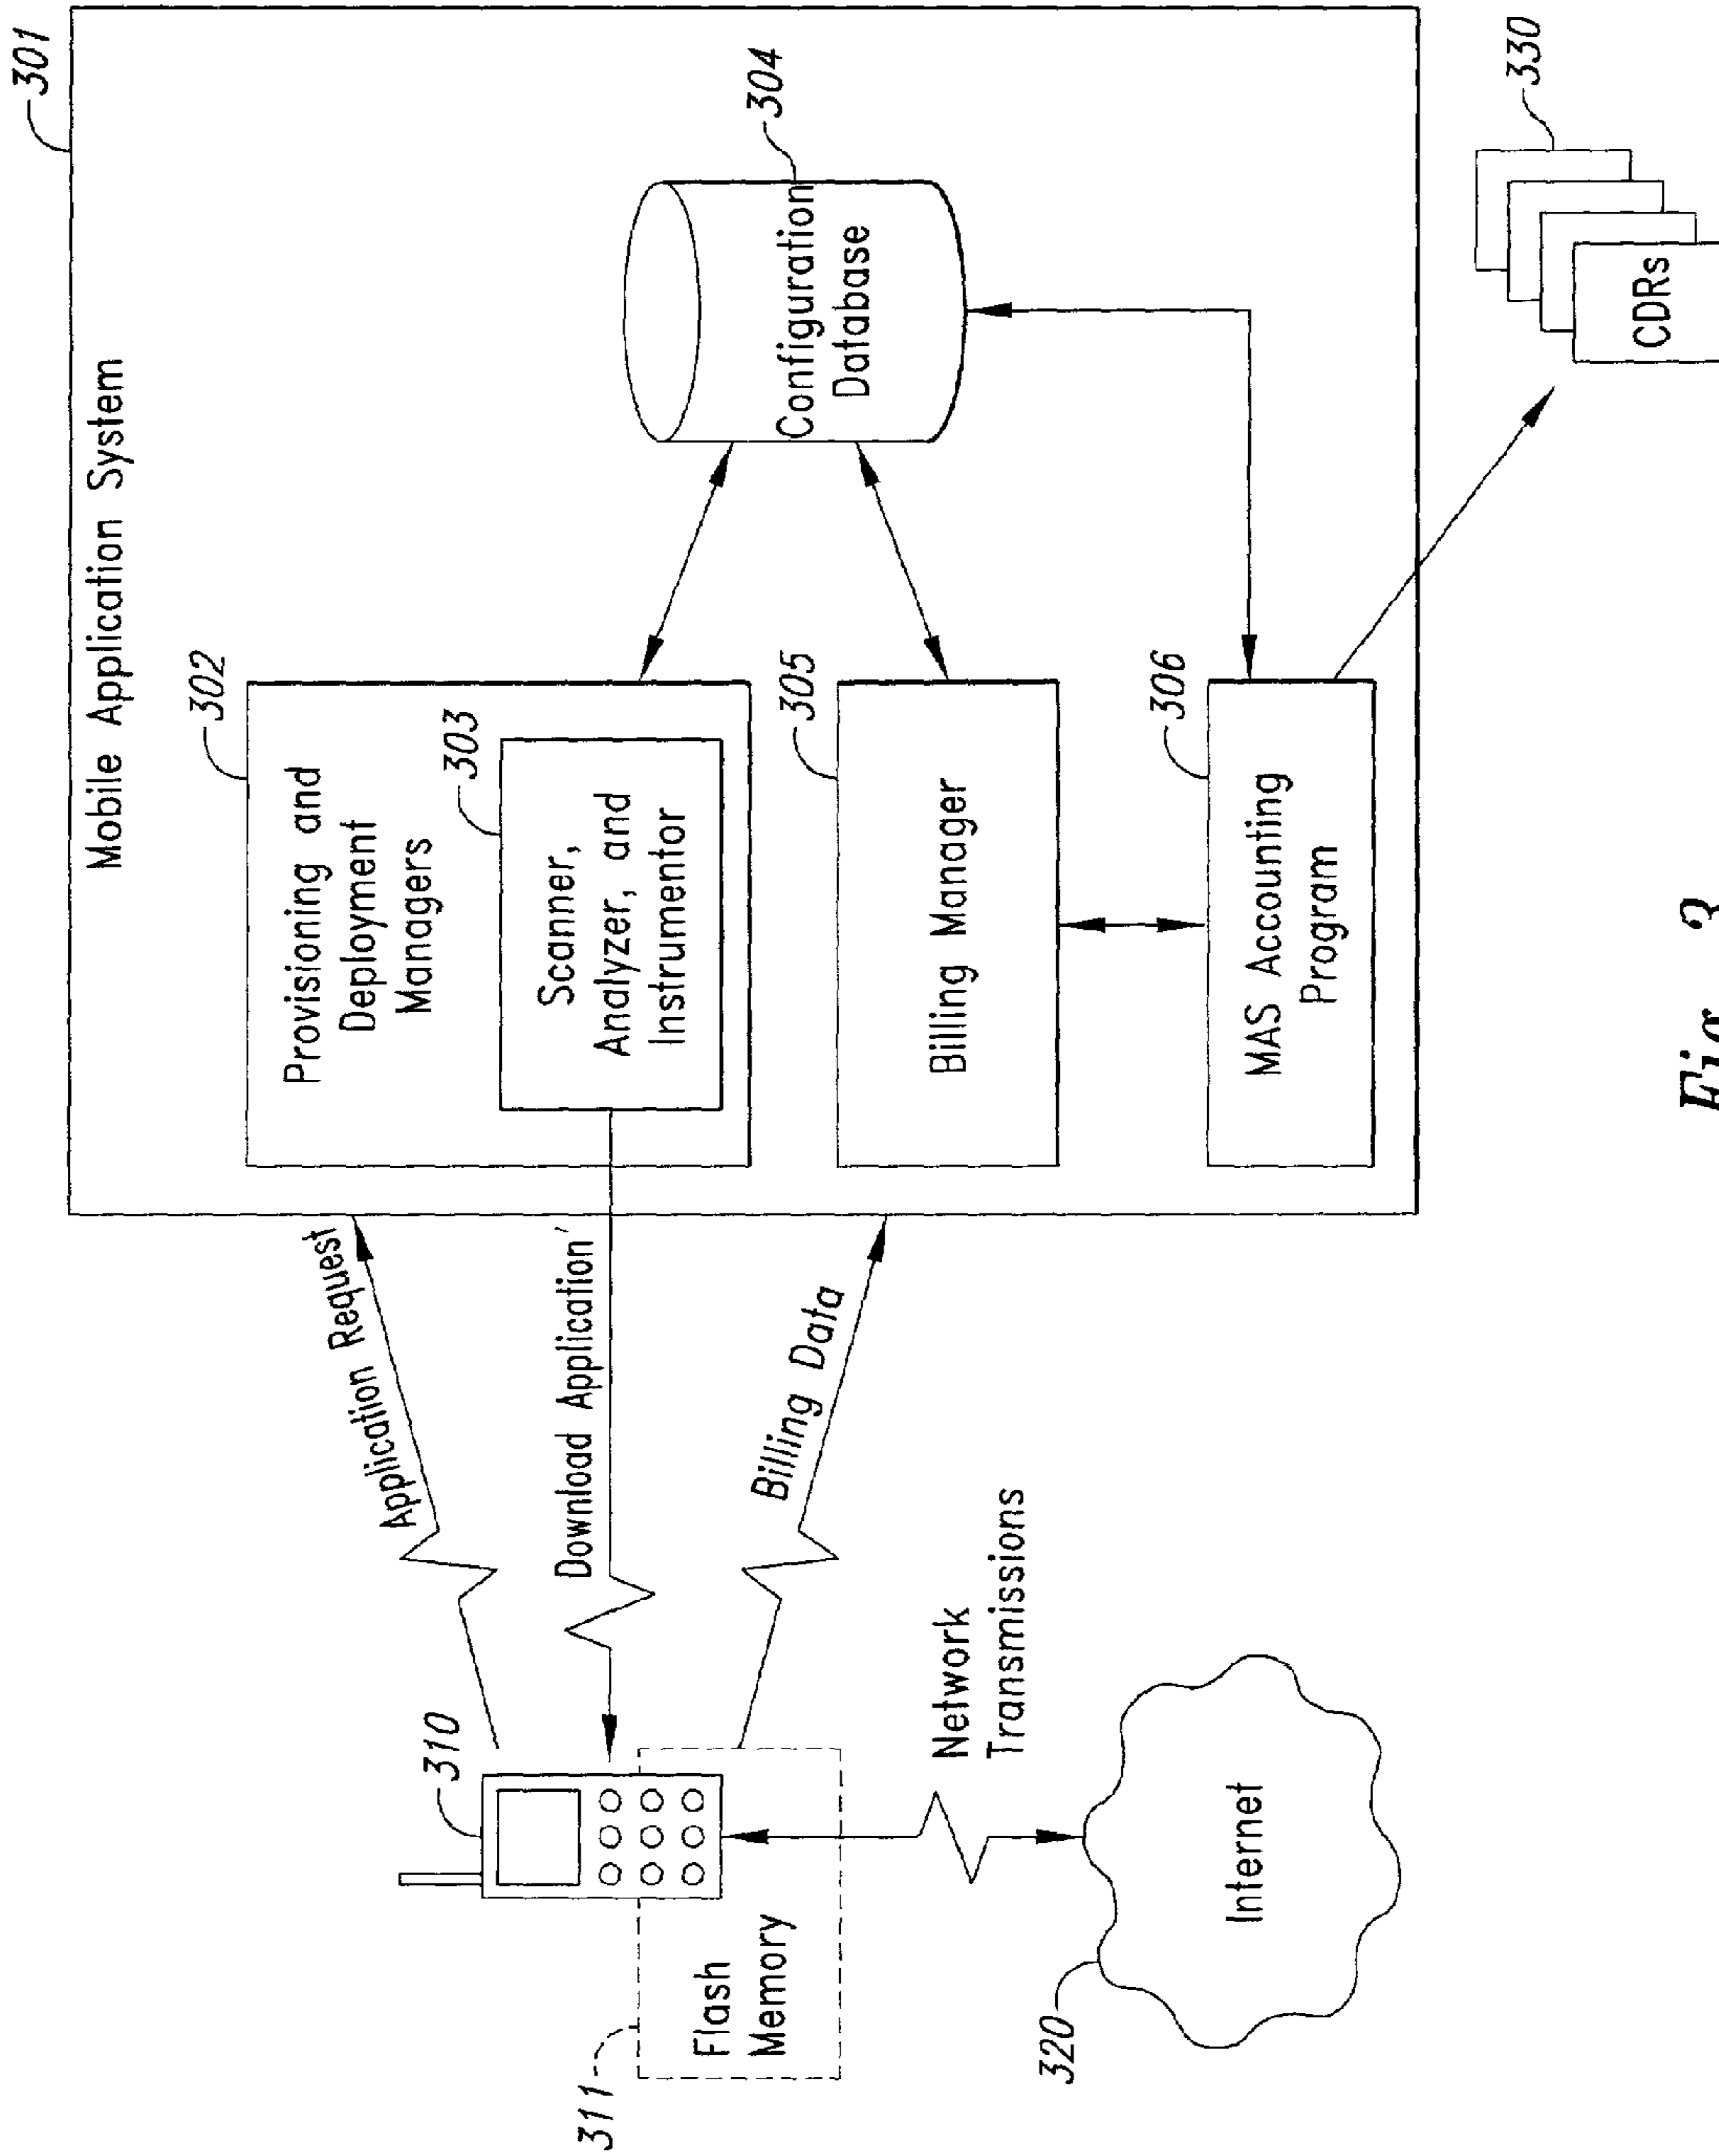 301
Mobile Application System
302
Provisioning and
Deployment
Managers
303
Scanner,
Analyzer, and
Instrumentor
304
Configuration
Database
305
Billing Manager
306
MAS Accounting
Program
Application Request
Download Application'
Billing Data
310
311
Flash
Memory
Network
Transmissions
320
Internet
330
CDRs
Fig. 3